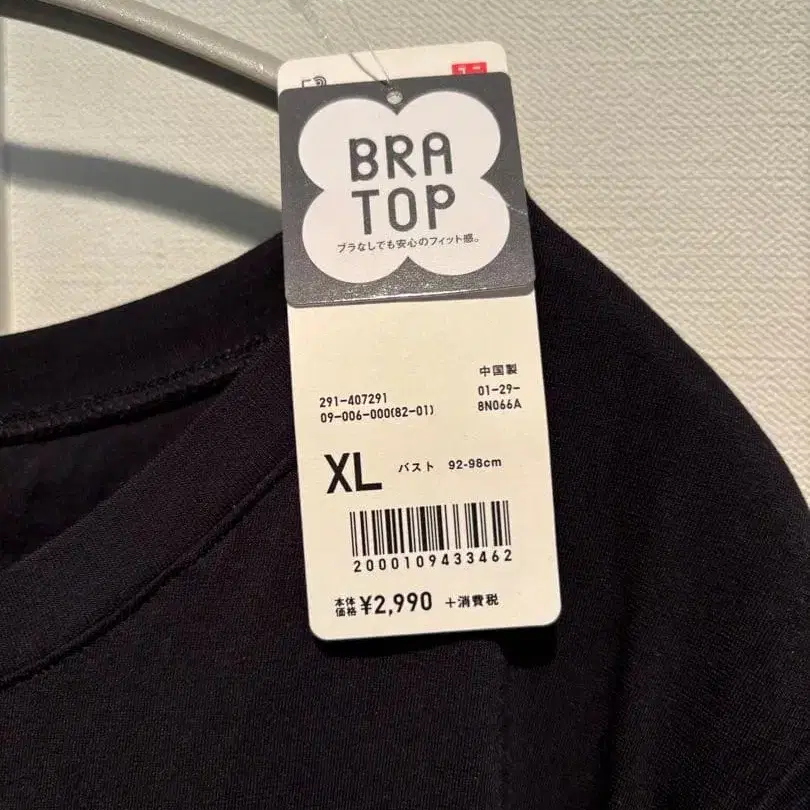 BRA
TOP
ブラなしでも安心のフィット感。
中国製
291-407291
01-29-
09-006-000(82-01)
8N066A
XL バスト 92-98cm
2000109433462
本体価格 ¥2,990 +消費税